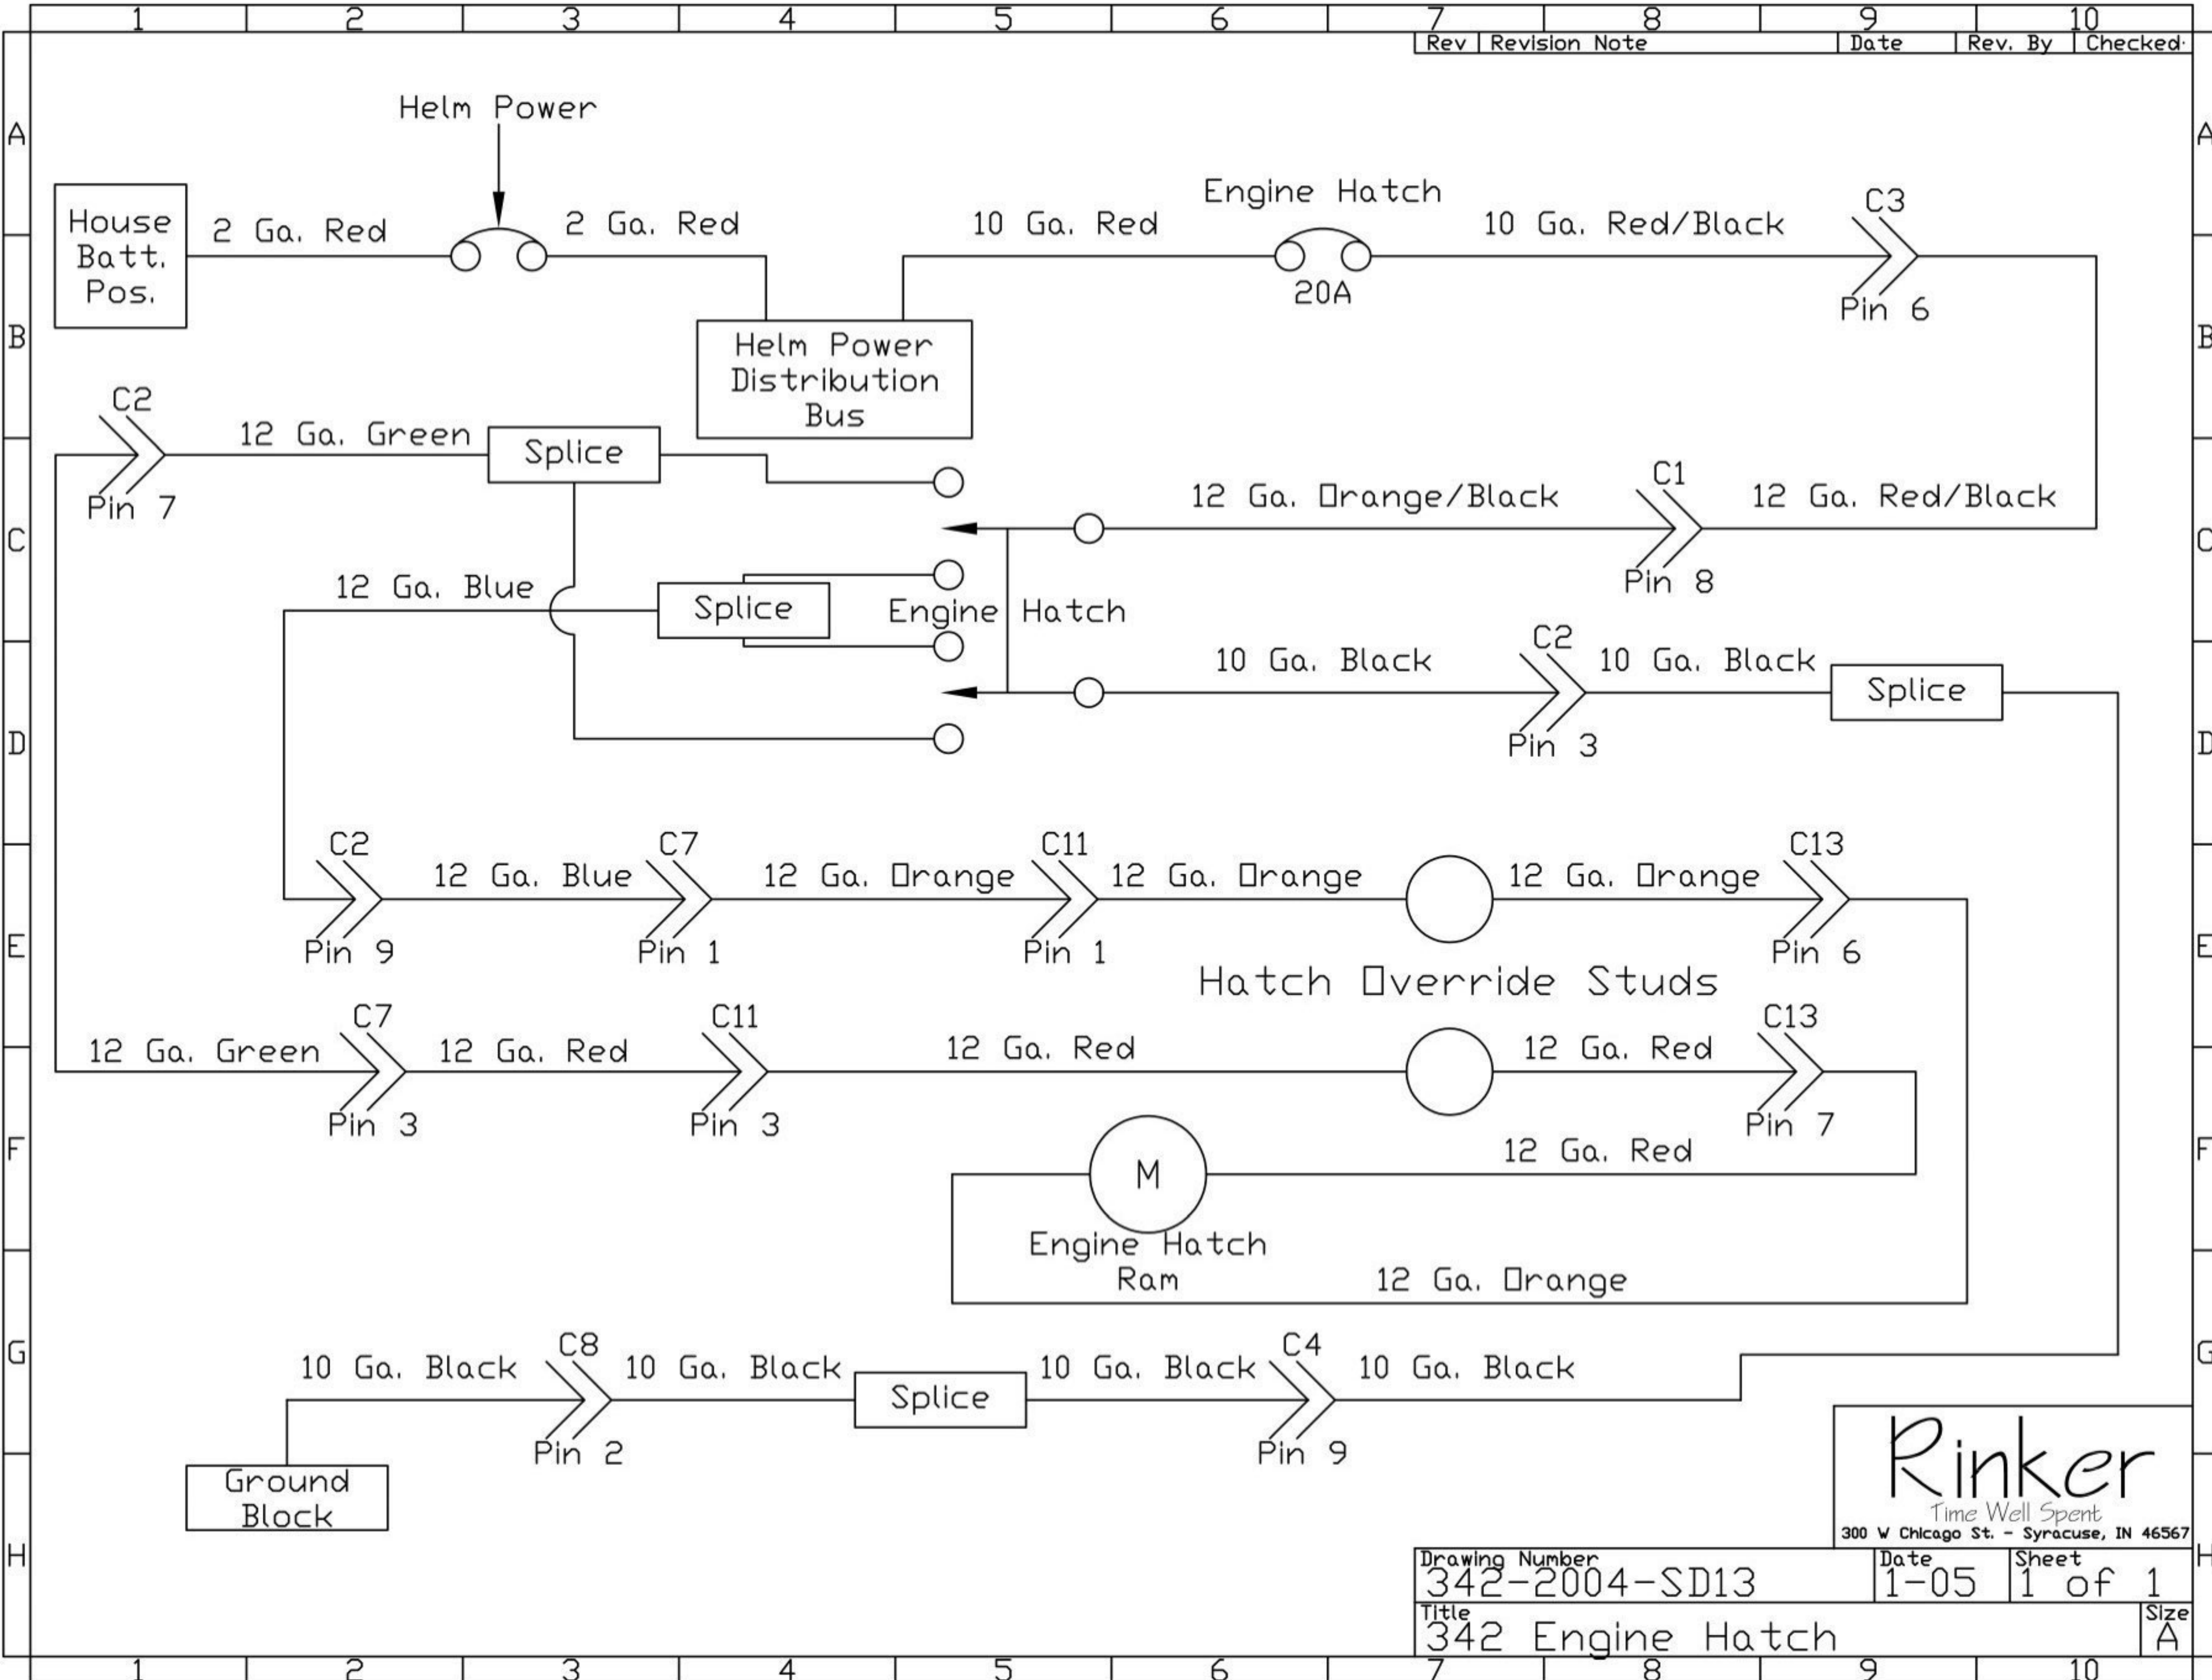 1 2 3 4 5 6 7 8 9 10
Rev Revision Note Date Rev. By Checked
A A
Helm Power
House
Batt.
Pos.
2 Ga. Red
2 Ga. Red
10 Ga. Red
Engine Hatch
20A
10 Ga. Red/Black
C3
Pin 6
B B
Helm Power
Distribution
Bus
C2
Pin 7
12 Ga. Green
Splice
12 Ga. Orange/Black
C1
Pin 8
12 Ga. Red/Black
C C
12 Ga. Blue
Splice
Engine Hatch
10 Ga. Black
C2
Pin 3
10 Ga. Black
Splice
D D
C2
Pin 9
12 Ga. Blue
C7
Pin 1
12 Ga. Orange
C11
Pin 1
12 Ga. Orange
12 Ga. Orange
C13
Pin 6
E E
Hatch Override Studs
12 Ga. Green
C7
Pin 3
12 Ga. Red
C11
Pin 3
12 Ga. Red
12 Ga. Red
C13
Pin 7
F F
M
12 Ga. Red
Engine Hatch
Ram
12 Ga. Orange
G G
10 Ga. Black
C8
Pin 2
10 Ga. Black
Splice
10 Ga. Black
C4
Pin 9
10 Ga. Black
Ground
Block
Rinker
Time Well Spent
300 W Chicago St. - Syracuse, IN 46567
H H
Drawing Number
342-2004-SD13
Date
1-05
Sheet
1 of 1
Title
342 Engine Hatch
Size
A
1 2 3 4 5 6 7 8 9 10